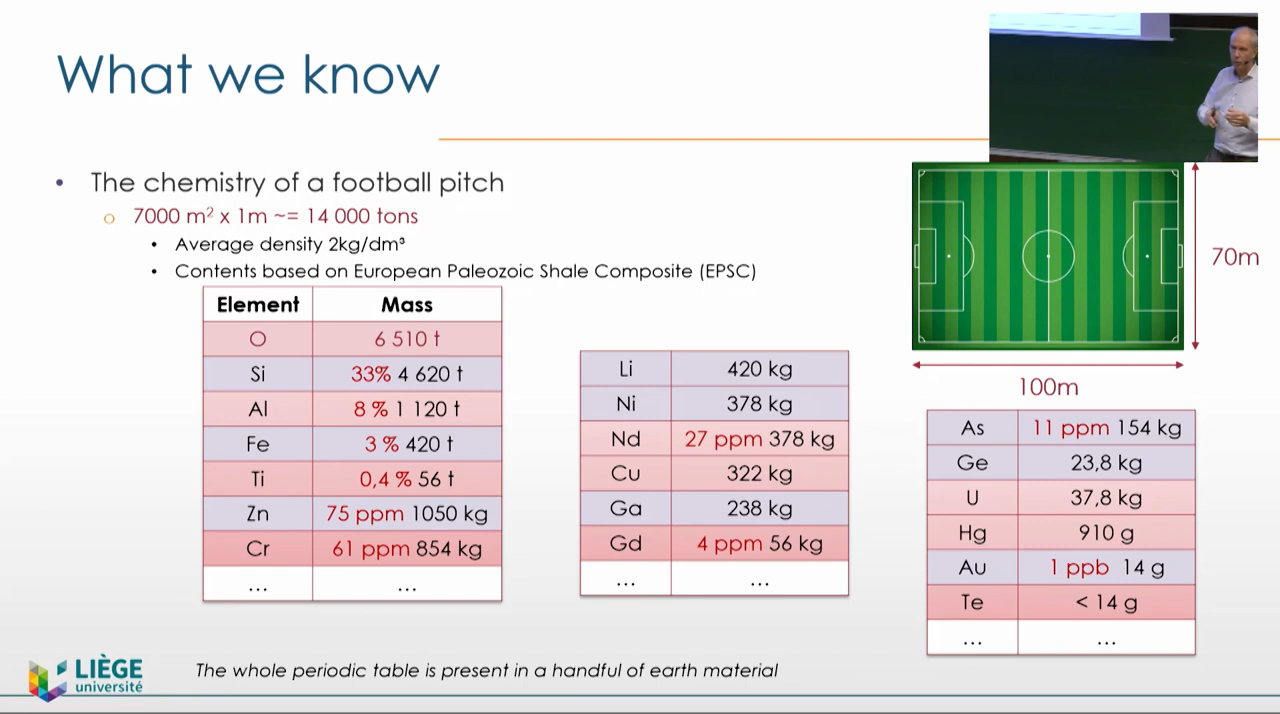 What we know
• The chemistry of a football pitch
o 7000 m² x 1m ~= 14 000 tons
• Average density 2kg/dm³
• Contents based on European Paleozoic Shale Composite (EPSC)
Element Mass
O 6 510 t
Si 33% 4 620 t
Al 8 % 1 120 t
Fe 3 % 420 t
Ti 0,4 % 56 t
Zn 75 ppm 1050 kg
Cr 61 ppm 854 kg
... ...
Li 420 kg
Ni 378 kg
Nd 27 ppm 378 kg
Cu 322 kg
Ga 238 kg
Gd 4 ppm 56 kg
... ...
70m
100m
As 11 ppm 154 kg
Ge 23,8 kg
U 37,8 kg
Hg 910 g
Au 1 ppb 14 g
Te < 14 g
... ...
LIÈGE
université
The whole periodic table is present in a handful of earth material